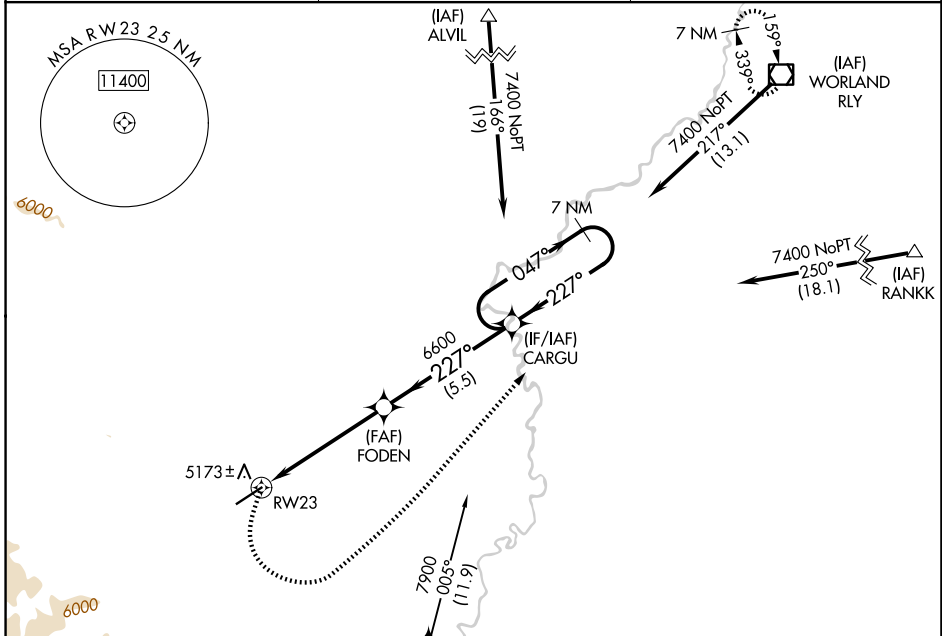 MSA RW23 25 NM
11400
(IAF)
ALVIL
7400 NoPT
166°
(19)
7 NM
159°
339°
(IAF)
WORLAND
RLY
7400 NoPT
217°
(13.1)
6000
7 NM
047°
227°
7400 NoPT
250°
(18.1)
(IAF)
RANKK
(IF/IAF)
CARGU
6600
227°
(5.5)
(FAF)
FODEN
5173±
RW23
7900
005°
(11.9)
6000